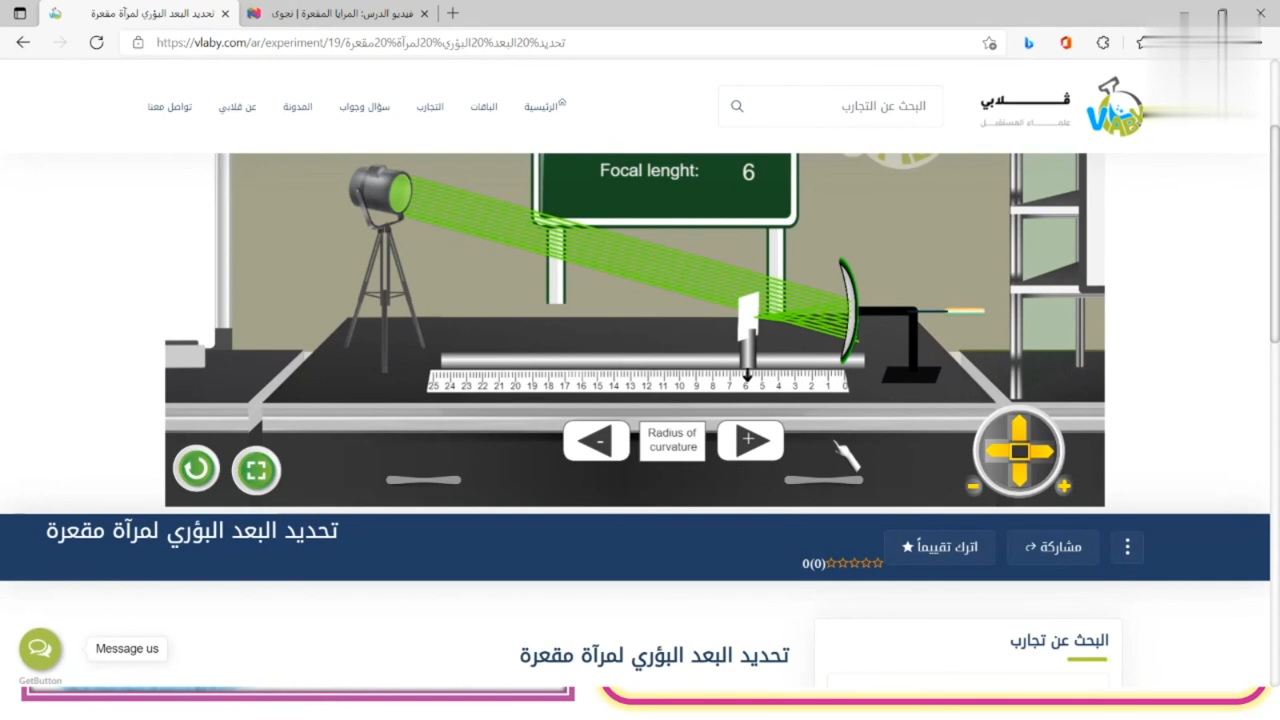 تحديد البعد البؤري لمرآة مقعرة
فيديو الدرس: المرايا المقعرة | نجوى
https://vlaby.com/ar/experiment/19/تحديد%20البعد%20البؤري%20لمرآة%20مقعرة
الرئيسية
الباقات
التجارب
سؤال وجواب
المدونة
عن ڤلابي
تواصل معنا
البحث عن التجارب
ڤلابي
علماء المستقبل
VLABY
Focal lenght: 6
25 24 23 22 21 20 19 18 17 16 15 14 13 12 11 10 9 8 7 6 5 4 3 2 1 0
-
Radius of
curvature
+
تحديد البعد البؤري لمرآة مقعرة
اترك تقييماً
مشاركة
0(0)
Message us
GetButton
تحديد البعد البؤري لمرآة مقعرة
البحث عن تجارب